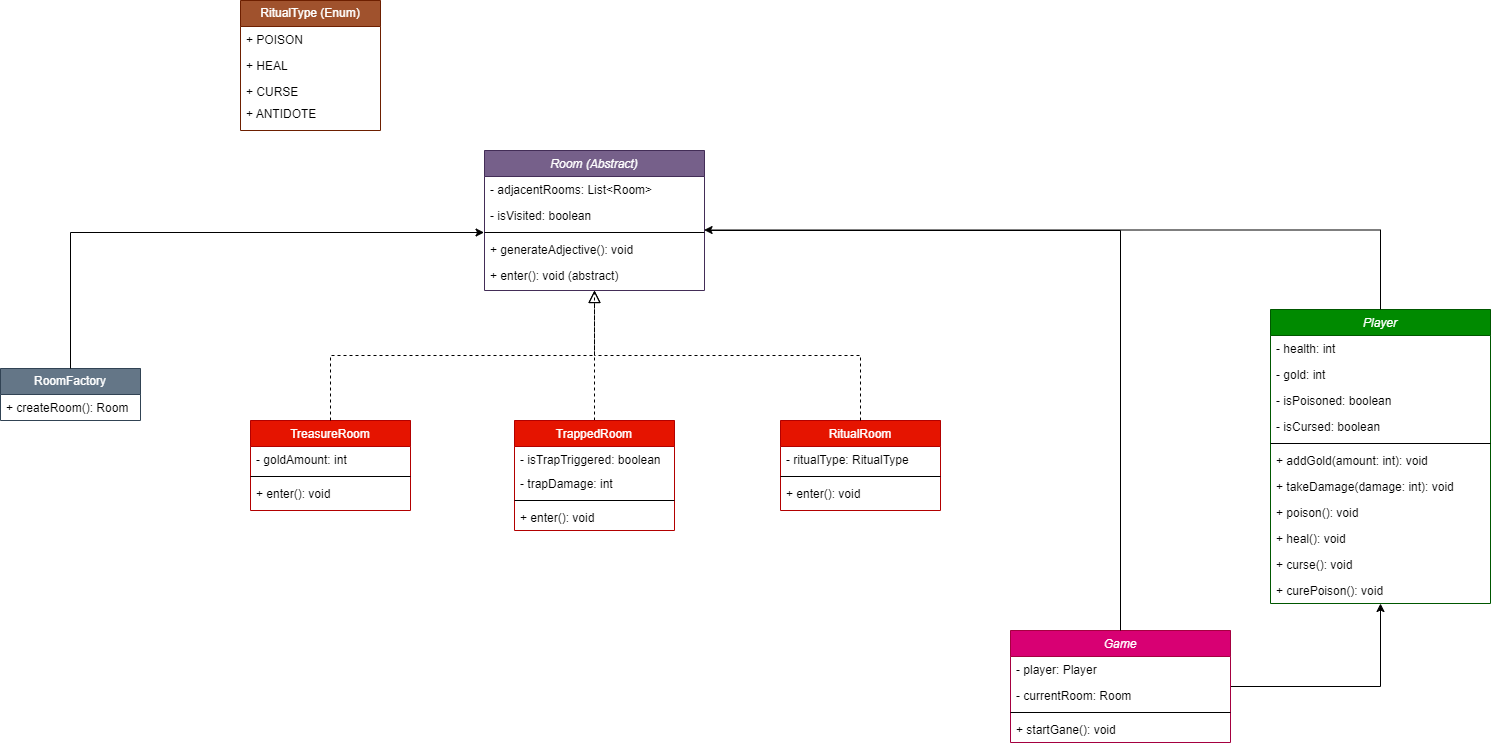 RitualType (Enum)
+ POISON
+ HEAL
+ CURSE
+ ANTIDOTE
Room (Abstract)
- adjacentRooms: List<Room>
- isVisited: boolean
+ generateAdjective(): void
+ enter(): void (abstract)
RoomFactory
+ createRoom(): Room
TreasureRoom
- goldAmount: int
+ enter(): void
TrappedRoom
- isTrapTriggered: boolean
- trapDamage: int
+ enter(): void
RitualRoom
- ritualType: RitualType
+ enter(): void
Player
- health: int
- gold: int
- isPoisoned: boolean
- isCursed: boolean
+ addGold(amount: int): void
+ takeDamage(damage: int): void
+ poison(): void
+ heal(): void
+ curse(): void
+ curePoison(): void
Game
- player: Player
- currentRoom: Room
+ startGane(): void